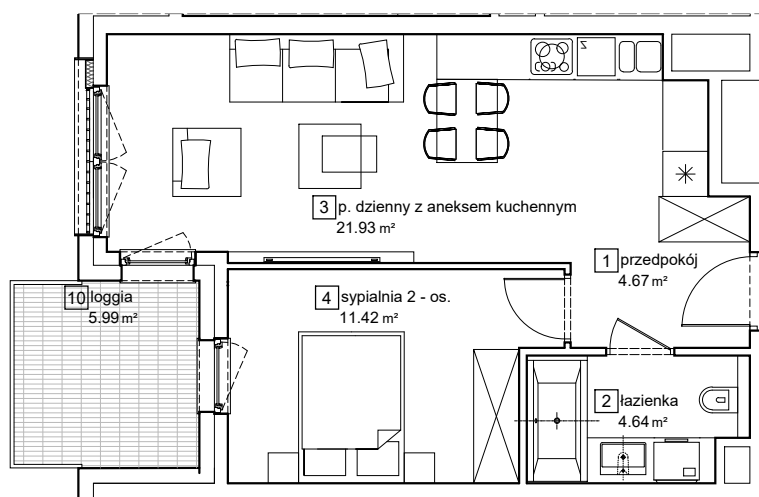 3 p. dzienny z aneksem kuchennym
21.93 m²
1 przedpokój
4.67 m²
10 loggia
5.99 m²
4 sypialnia 2 - os.
11.42 m²
2 łazienka
4.64 m²